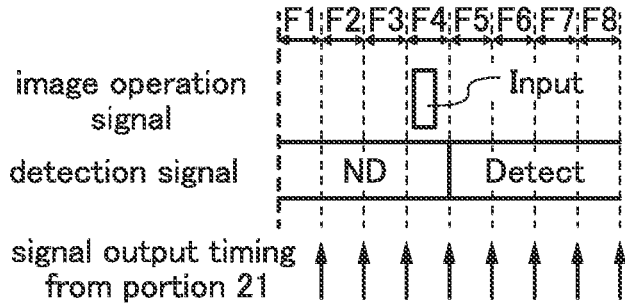 F1 F2 F3 F4 F5 F6 F7 F8
image operation
signal
Input
detection signal
ND
Detect
signal output timing
from portion 21